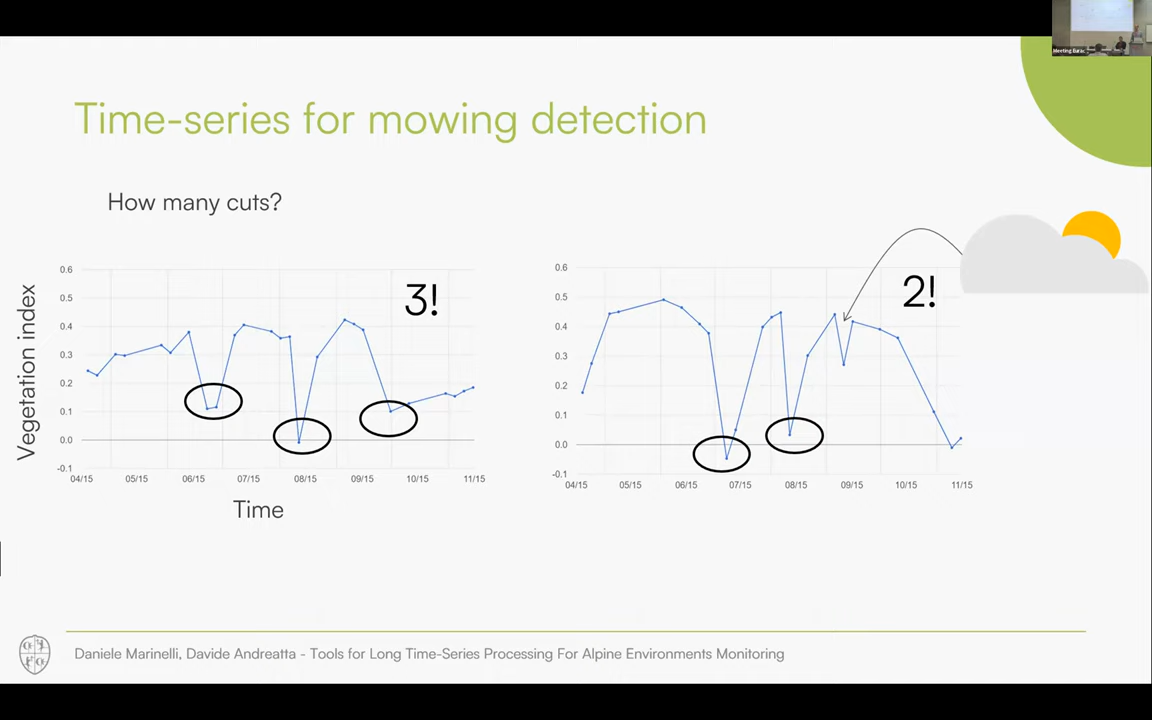 Meeting Eurac
Time-series for mowing detection
How many cuts?
Vegetation index
0.6
0.5
0.4
0.3
0.2
0.1
0.0
-0.1
04/15 05/15 06/15 07/15 08/15 09/15 10/15 11/15
3!
Time
0.6
0.5
0.4
0.3
0.2
0.1
0.0
-0.1
04/15 05/15 06/15 07/15 08/15 09/15 10/15 11/15
2!
Daniele Marinelli, Davide Andreatta - Tools for Long Time-Series Processing For Alpine Environments Monitoring